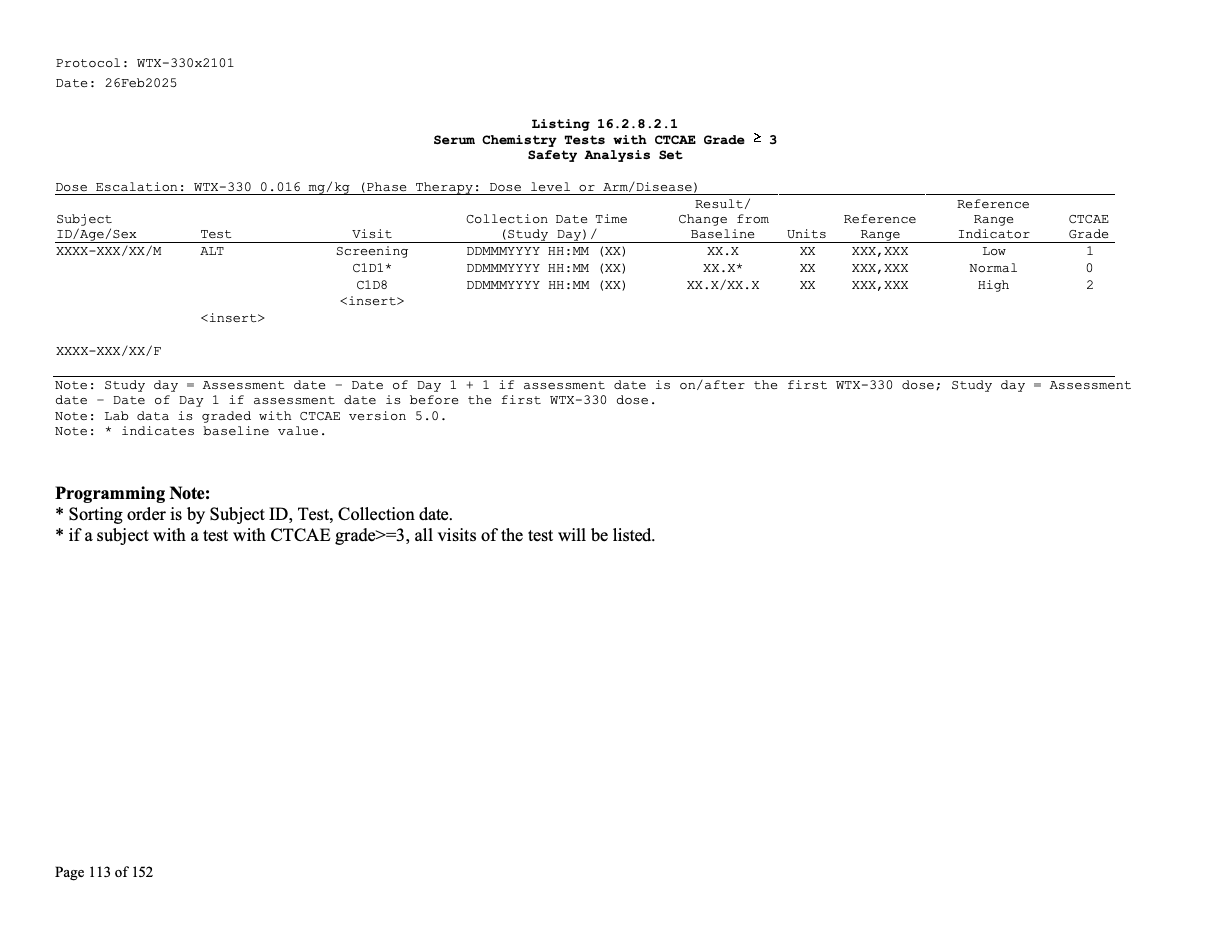 Protocol: WTX-330x2101
Date: 26Feb2025
Listing 16.2.8.2.1
Serum Chemistry Tests with CTCAE Grade ≥ 3
Safety Analysis Set
Dose Escalation: WTX-330 0.016 mg/kg (Phase Therapy: Dose level or Arm/Disease)
Result/ Reference
Subject Collection Date Time Change from Reference Range CTCAE
ID/Age/Sex Test Visit (Study Day)/ Baseline Units Range Indicator Grade
XXXX-XXX/XX/M ALT Screening DDMMMYYYY HH:MM (XX) XX.X XX XXX,XXX Low 1
C1D1* DDMMMYYYY HH:MM (XX) XX.X* XX XXX,XXX Normal 0
C1D8 DDMMMYYYY HH:MM (XX) XX.X/XX.X XX XXX,XXX High 2
<insert>
<insert>
XXXX-XXX/XX/F
Note: Study day = Assessment date – Date of Day 1 + 1 if assessment date is on/after the first WTX-330 dose; Study day = Assessment
date – Date of Day 1 if assessment date is before the first WTX-330 dose.
Note: Lab data is graded with CTCAE version 5.0.
Note: * indicates baseline value.
Programming Note:
* Sorting order is by Subject ID, Test, Collection date.
* if a subject with a test with CTCAE grade>=3, all visits of the test will be listed.
Page 113 of 152